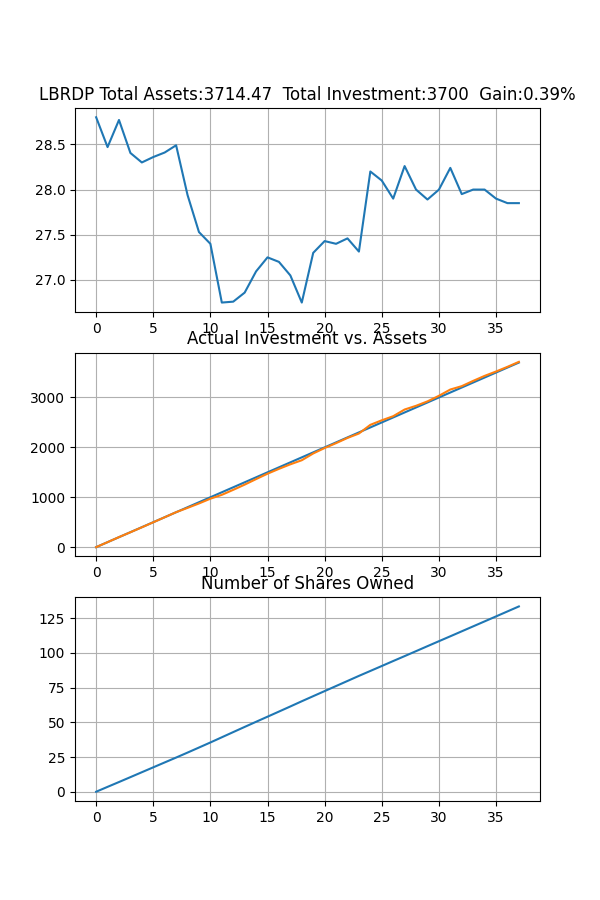 LBRDP Total Assets:3714.47  Total Investment:3700  Gain:0.39%
28.5
28.0
27.5
27.0
0 5 10 15 20 25 30 35
Actual Investment vs. Assets
3000
2000
1000
0
0 5 10 15 20 25 30 35
Number of Shares Owned
125
100
75
50
25
0
0 5 10 15 20 25 30 35